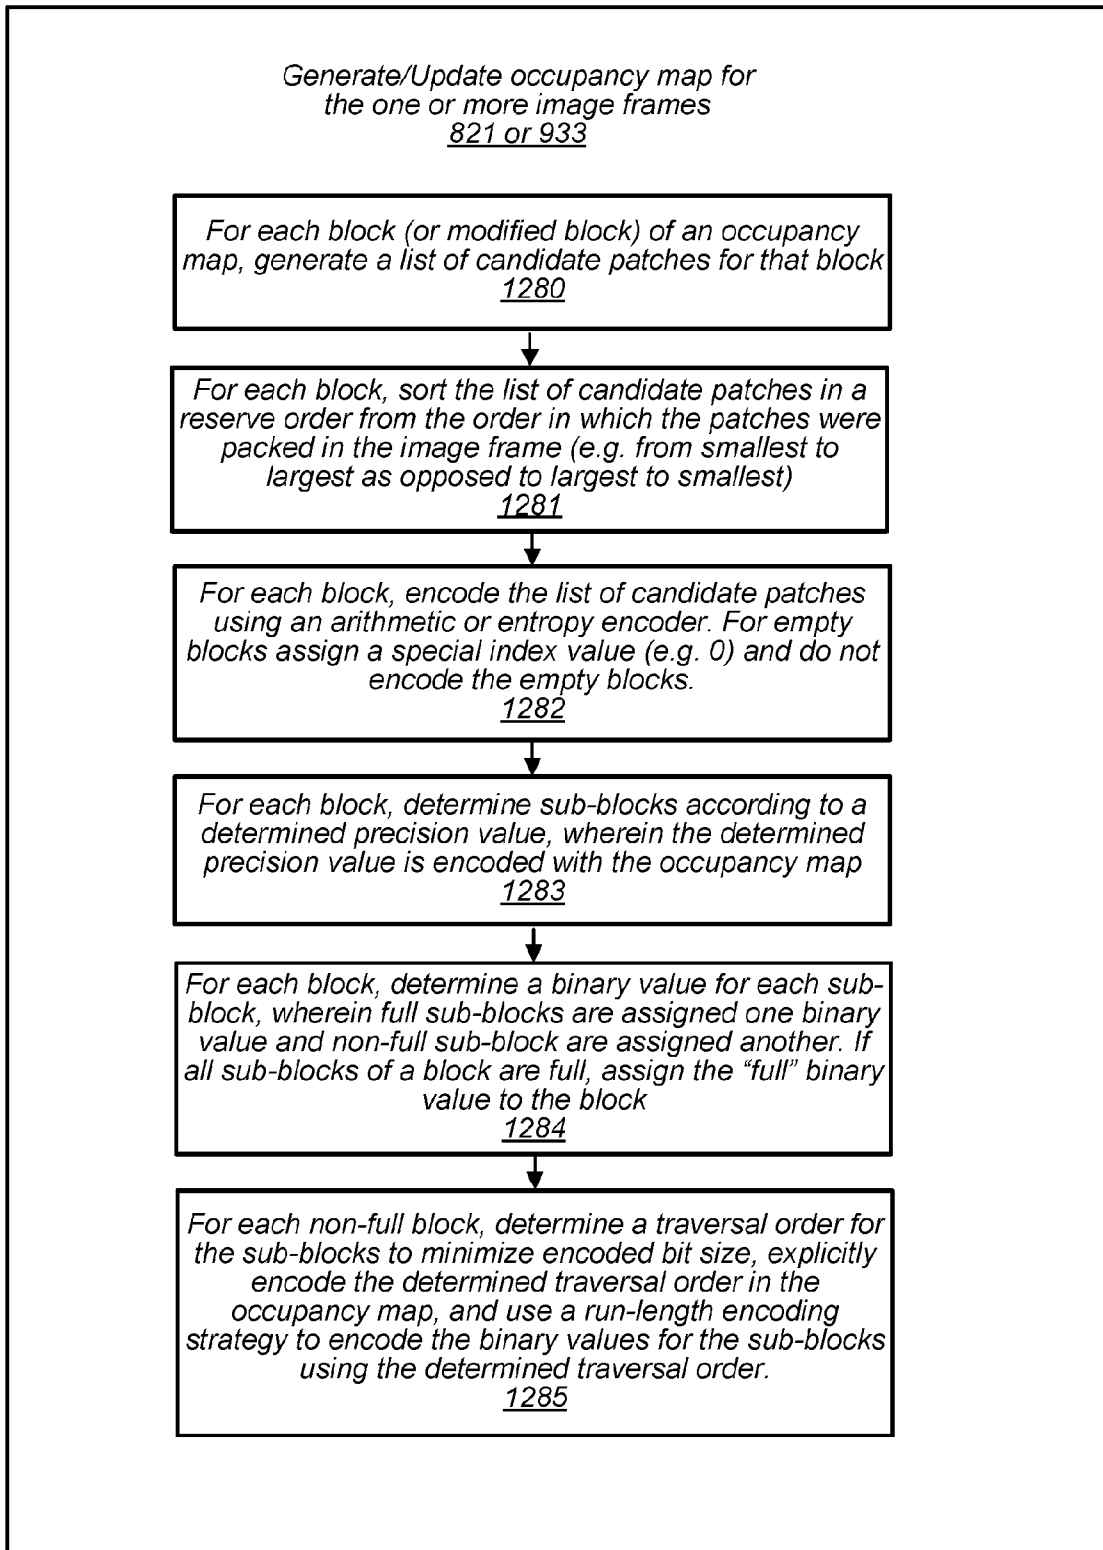 Generate/Update occupancy map for
the one or more image frames
821 or 933
For each block (or modified block) of an occupancy
map, generate a list of candidate patches for that block
1280
For each block, sort the list of candidate patches in a
reserve order from the order in which the patches were
packed in the image frame (e.g. from smallest to
largest as opposed to largest to smallest)
1281
For each block, encode the list of candidate patches
using an arithmetic or entropy encoder. For empty
blocks assign a special index value (e.g. 0) and do not
encode the empty blocks.
1282
For each block, determine sub-blocks according to a
determined precision value, wherein the determined
precision value is encoded with the occupancy map
1283
For each block, determine a binary value for each sub-
block, wherein full sub-blocks are assigned one binary
value and non-full sub-block are assigned another. If
all sub-blocks of a block are full, assign the “full” binary
value to the block
1284
For each non-full block, determine a traversal order for
the sub-blocks to minimize encoded bit size, explicitly
encode the determined traversal order in the
occupancy map, and use a run-length encoding
strategy to encode the binary values for the sub-blocks
using the determined traversal order.
1285